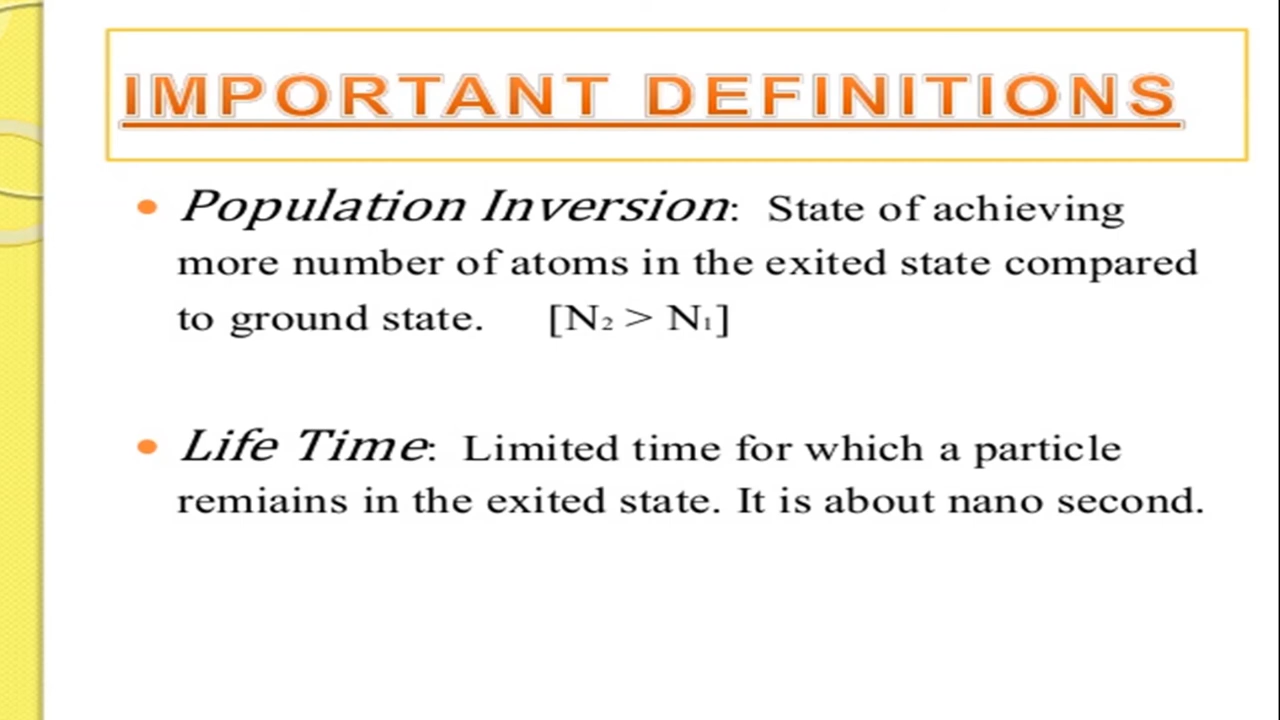 IMPORTANT DEFINITIONS
• Population Inversion: State of achieving
more number of atoms in the exited state compared
to ground state. [N₂ > N₁]
• Life Time: Limited time for which a particle
remiains in the exited state. It is about nano second.